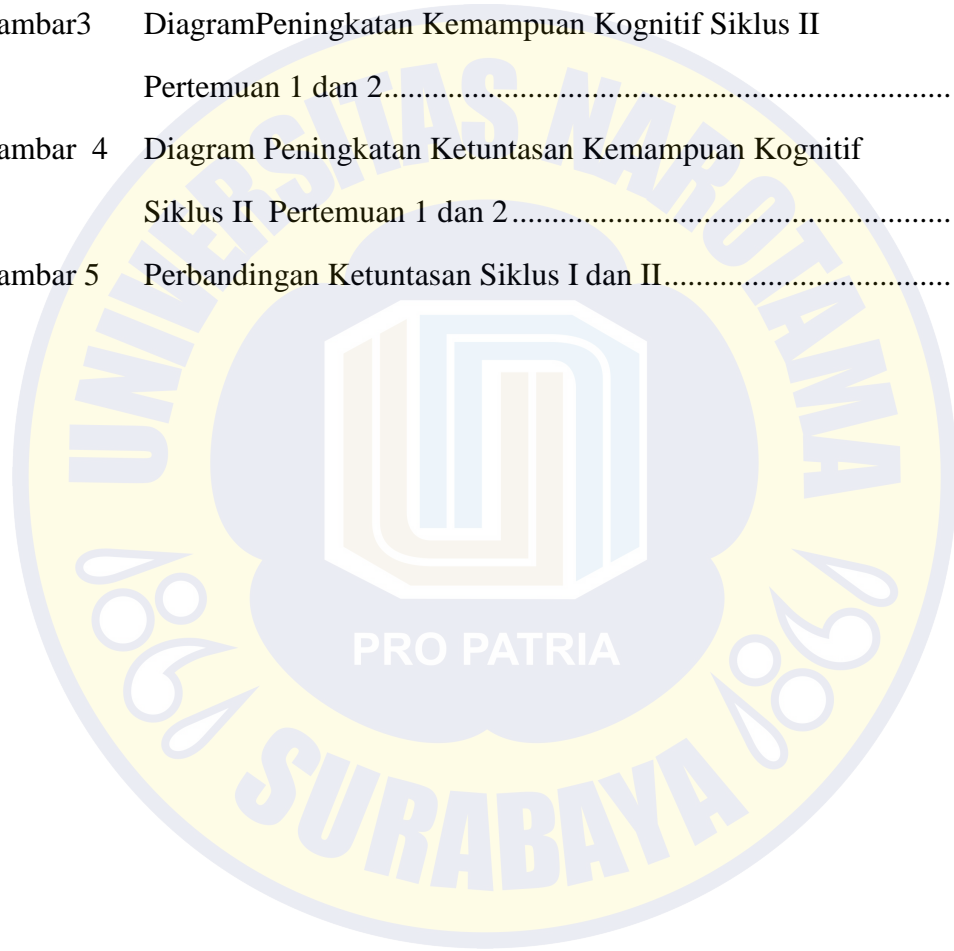 ambar3 DiagramPeningkatan Kemampuan Kognitif Siklus II
Pertemuan 1 dan 2.......................................................................
ambar 4 Diagram Peningkatan Ketuntasan Kemampuan Kognitif
Siklus II Pertemuan 1 dan 2.......................................................
ambar 5 Perbandingan Ketuntasan Siklus I dan II....................................
UNIVERSITAS NAROTAMA
PRO PATRIA
SURABAYA